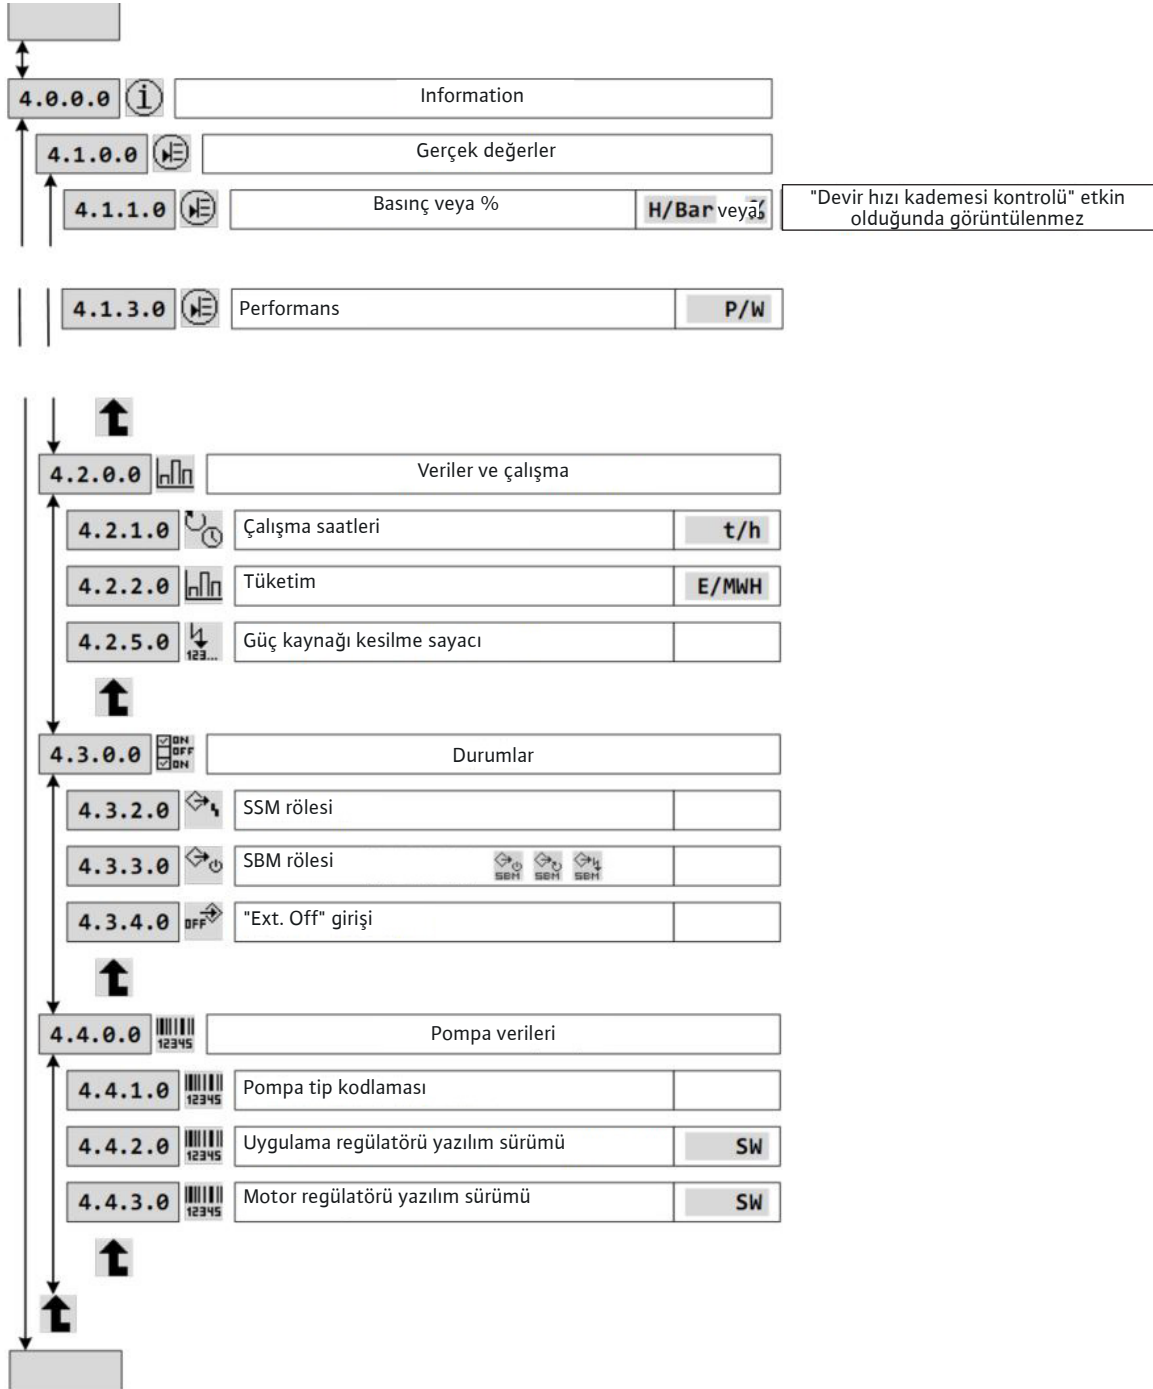 4.0.0.0 Information
4.1.0.0 Gerçek değerler
4.1.1.0 Basınç veya % H/Bar veya % "Devir hızı kademesi kontrolü" etkin
olduğunda görüntülenmez
4.1.3.0 Performans P/W
4.2.0.0 Veriler ve çalışma
4.2.1.0 Çalışma saatleri t/h
4.2.2.0 Tüketim E/MWH
4.2.5.0 123... Güç kaynağı kesilme sayacı
4.3.0.0 ON OFF ON Durumlar
4.3.2.0 SSM rölesi
4.3.3.0 SBM rölesi SBM SBM SBM
4.3.4.0 OFF "Ext. Off" girişi
4.4.0.0 12345 Pompa verileri
4.4.1.0 12345 Pompa tip kodlaması
4.4.2.0 12345 Uygulama regülatörü yazılım sürümü SW
4.4.3.0 12345 Motor regülatörü yazılım sürümü SW